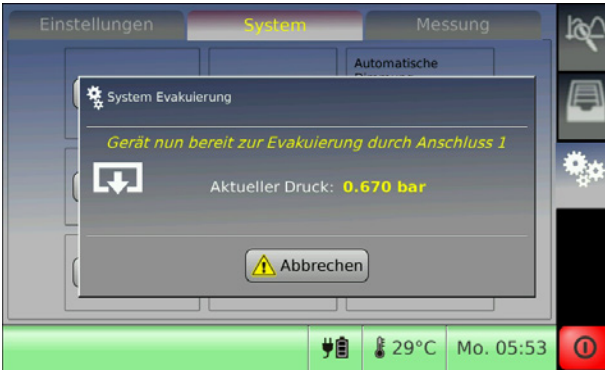 Einstellungen
System
Messung
Automatische
System Evakuierung
Gerät nun bereit zur Evakuierung durch Anschluss 1
Aktueller Druck: 0.670 bar
Abbrechen
29°C
Mo. 05:53